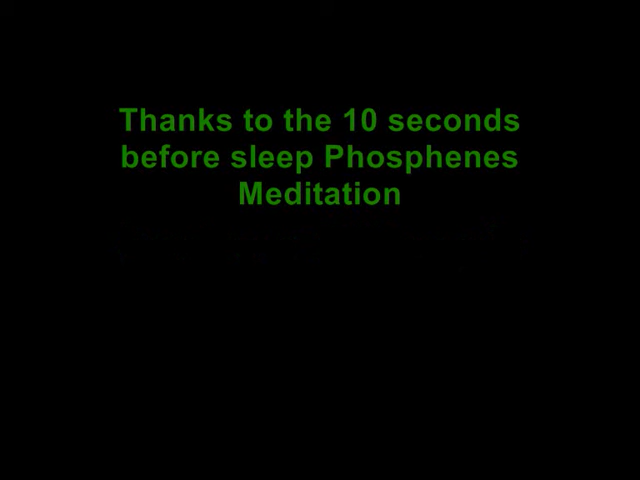 Thanks to the 10 seconds
before sleep Phosphenes
Meditation